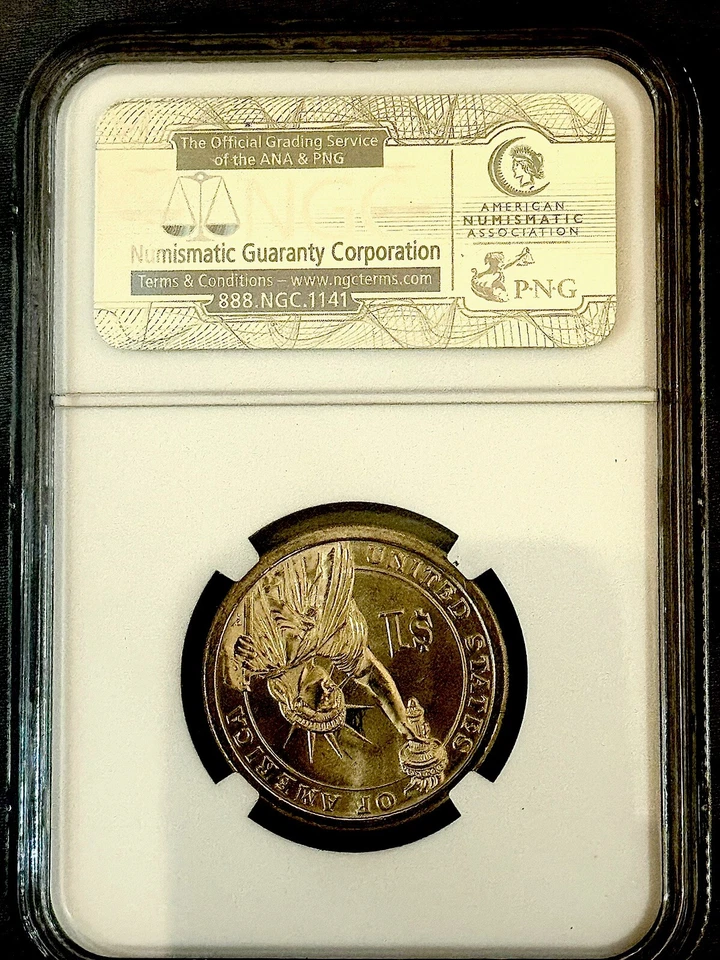 The Official Grading Service
of the ANA & PNG
NGC
Numismatic Guaranty Corporation
Terms & Conditions – www.ngcterms.com
888.NGC.1141
AMERICAN
NUMISMATIC
ASSOCIATION
P·N·G
UNITED STATES OF AMERICA
$1